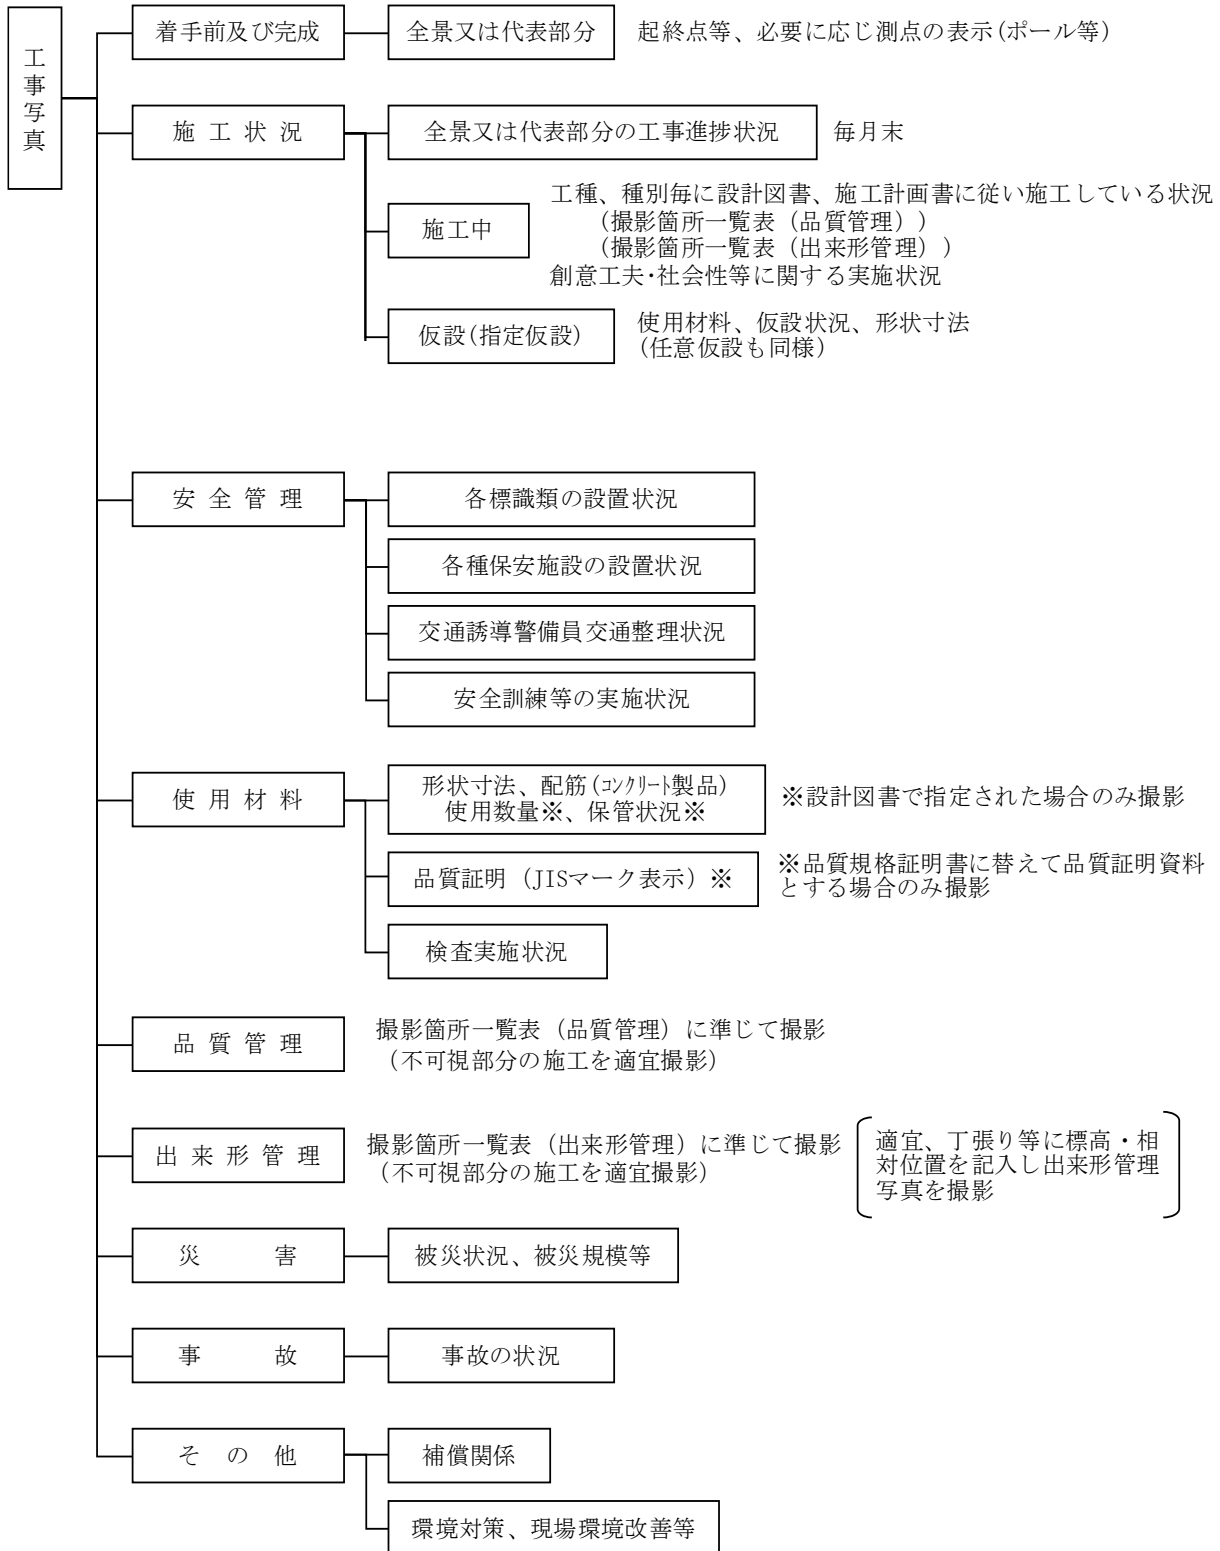 工事写真
着手前及び完成
全景又は代表部分
起終点等、必要に応じ測点の表示(ポール等)
施工状況
全景又は代表部分の工事進捗状況
毎月末
施工中
工種、種別毎に設計図書、施工計画書に従い施工している状況
(撮影箇所一覧表(品質管理))
(撮影箇所一覧表(出来形管理))
創意工夫・社会性等に関する実施状況
仮設(指定仮設)
使用材料、仮設状況、形状寸法
(任意仮設も同様)
安全管理
各標識類の設置状況
各種保安施設の設置状況
交通誘導警備員交通整理状況
安全訓練等の実施状況
使用材料
形状寸法、配筋(コンクリート製品)
使用数量※、保管状況※
※設計図書で指定された場合のみ撮影
品質証明(JISマーク表示)※
※品質規格証明書に替えて品質証明資料
とする場合のみ撮影
検査実施状況
品質管理
撮影箇所一覧表(品質管理)に準じて撮影
(不可視部分の施工を適宜撮影)
出来形管理
撮影箇所一覧表(出来形管理)に準じて撮影
(不可視部分の施工を適宜撮影)
適宜、丁張り等に標高・相
対位置を記入し出来形管理
写真を撮影
災害
被災状況、被災規模等
事故
事故の状況
その他
補償関係
環境対策、現場環境改善等